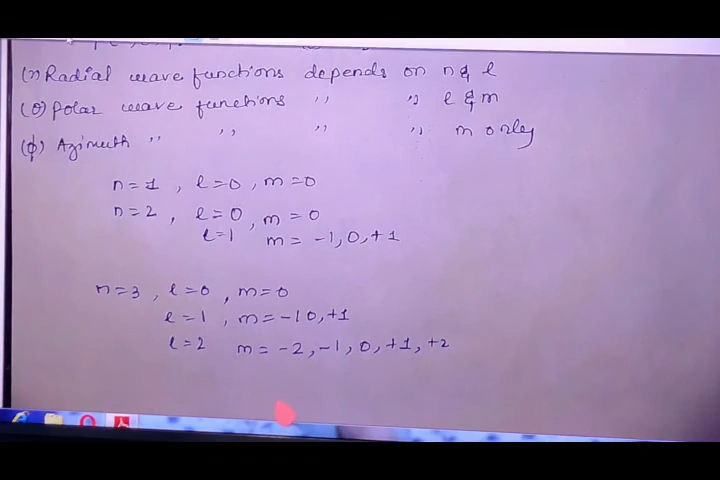 (r) Radial wave functions depends on n & l
(θ) polar wave functions ,, ,, l & m
(ϕ) Azimuth ,, ,, ,, ,, m only
n = 1 , l = 0 , m = 0
n = 2 , l = 0 , m = 0
l = 1 m = -1, 0, +1
n = 3 , l = 0 , m = 0
l = 1 , m = -1 0, +1
l = 2 m = -2, -1, 0, +1, +2